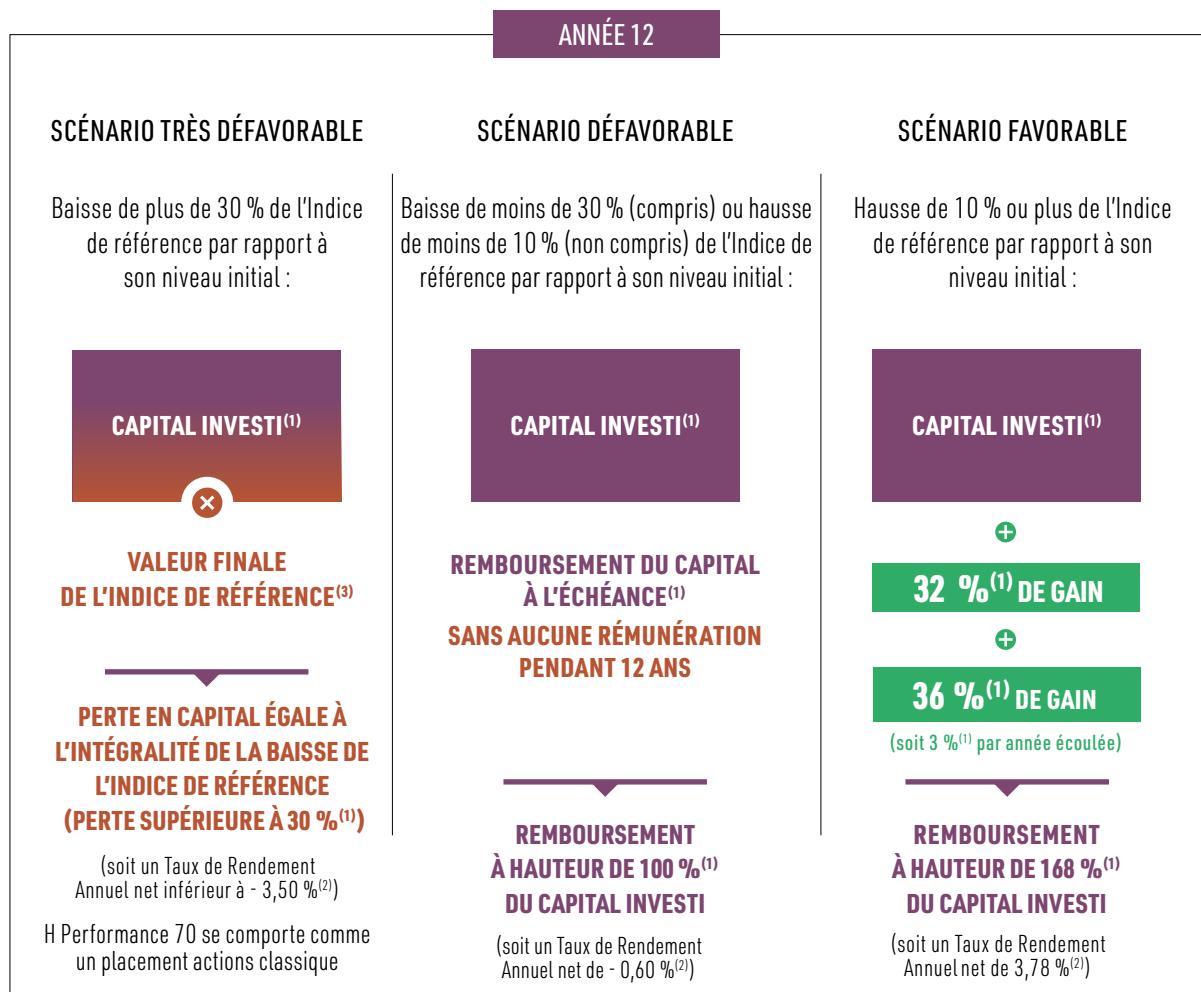 ANNÉE 12
SCÉNARIO TRÈS DÉFAVORABLE
Baisse de plus de 30 % de l'Indice
de référence par rapport à
son niveau initial :
CAPITAL INVESTI(1)
VALEUR FINALE
DE L'INDICE DE RÉFÉRENCE(3)
PERTE EN CAPITAL ÉGALE À
L'INTÉGRALITÉ DE LA BAISSE DE
L'INDICE DE RÉFÉRENCE
(PERTE SUPÉRIEURE À 30 %(1))
(soit un Taux de Rendement
Annuel net inférieur à - 3,50 %(2))
H Performance 70 se comporte comme
un placement actions classique
SCÉNARIO DÉFAVORABLE
Baisse de moins de 30 % (compris) ou hausse
de moins de 10 % (non compris) de l'Indice de
référence par rapport à son niveau initial :
CAPITAL INVESTI(1)
REMBOURSEMENT DU CAPITAL
À L'ÉCHÉANCE(1)
SANS AUCUNE RÉMUNÉRATION
PENDANT 12 ANS
REMBOURSEMENT
À HAUTEUR DE 100 %(1)
DU CAPITAL INVESTI
(soit un Taux de Rendement
Annuel net de - 0,60 %(2))
SCÉNARIO FAVORABLE
Hausse de 10 % ou plus de l'Indice
de référence par rapport à son
niveau initial :
CAPITAL INVESTI(1)
32 %(1) DE GAIN
36 %(1) DE GAIN
(soit 3 %(1) par année écoulée)
REMBOURSEMENT
À HAUTEUR DE 168 %(1)
DU CAPITAL INVESTI
(soit un Taux de Rendement
Annuel net de 3,78 %(2))